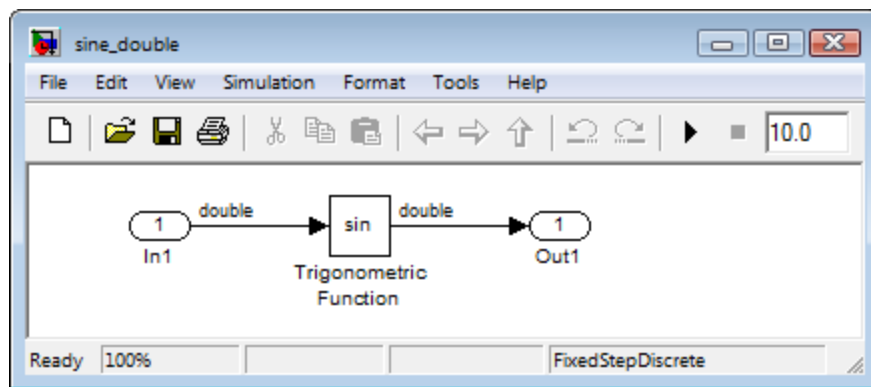 sine_double
File Edit View Simulation Format Tools Help
10.0
double double
1 sin 1
In1 Out1
Trigonometric
Function
Ready 100% FixedStepDiscrete